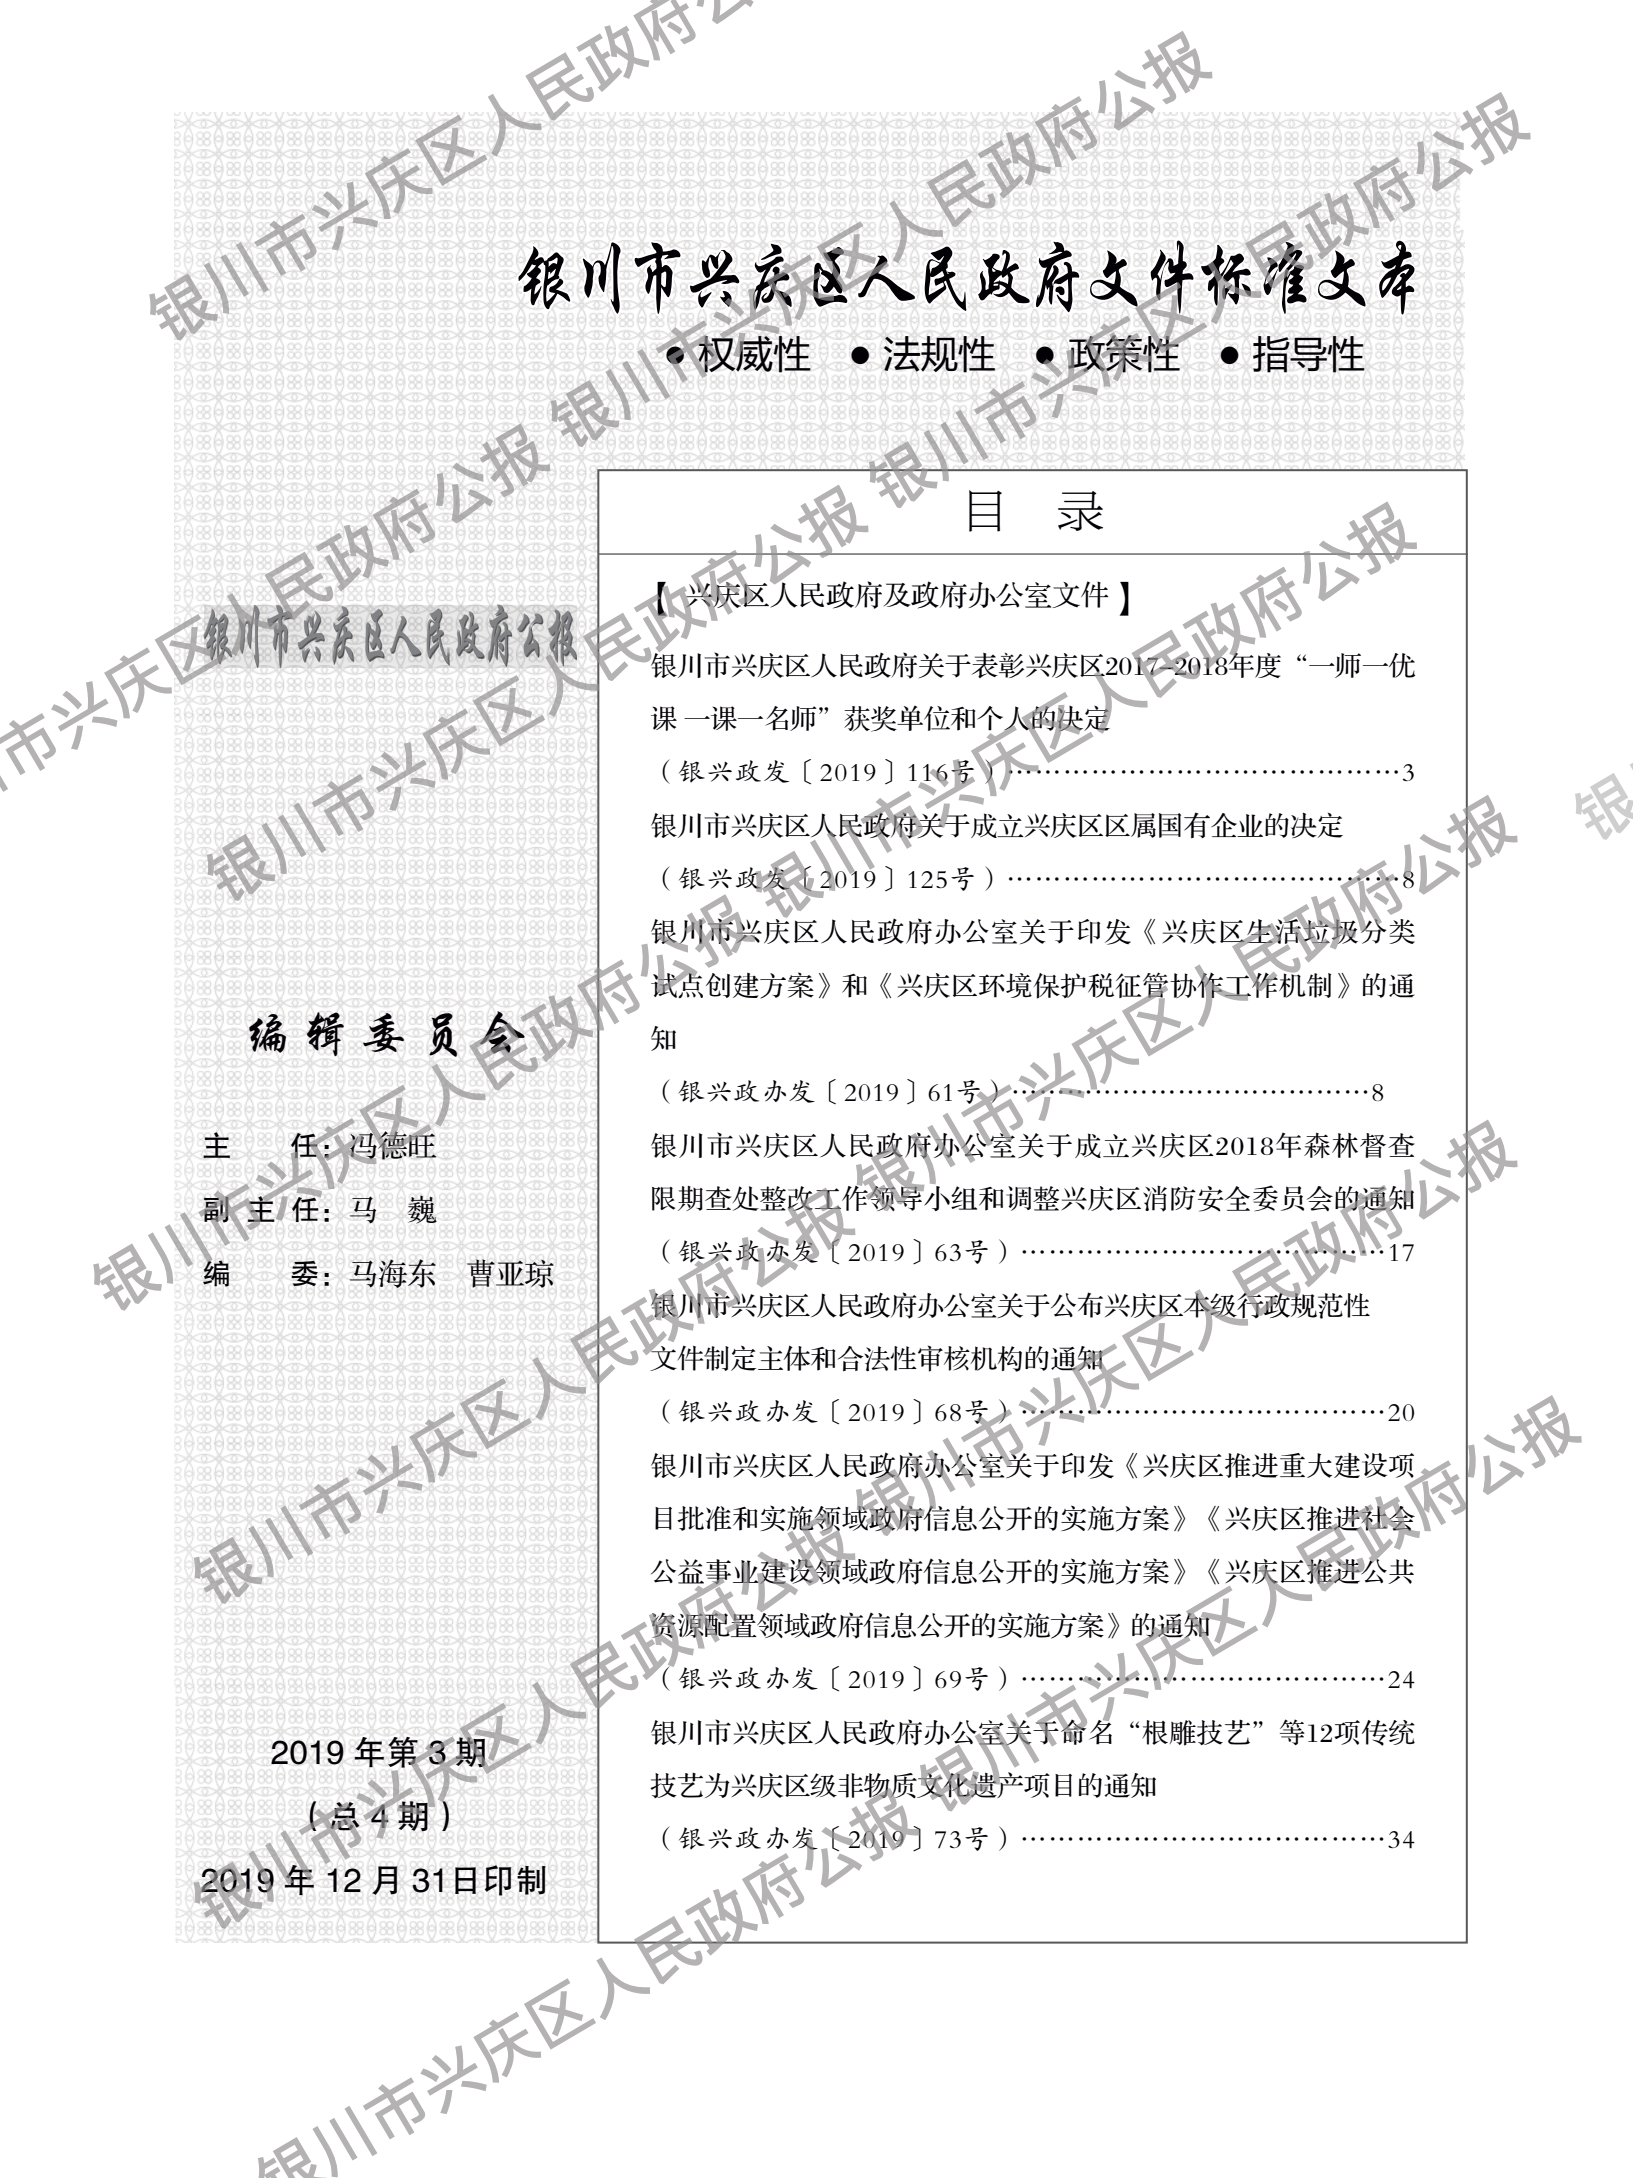 银川市兴庆区人民政府文件标准文本
● 权威性 ● 法规性 ● 政策性 ● 指导性
银川市兴庆区人民政府公报
编辑委员会
主 任：冯德旺
副主任：马 巍
编 委：马海东 曹亚琼
2019 年第 3 期
（总 4 期）
2019 年 12 月 31日印制
目 录
【 兴庆区人民政府及政府办公室文件 】
银川市兴庆区人民政府关于表彰兴庆区2017-2018年度“一师一优
课 一课一名师”获奖单位和个人的决定
（银兴政发〔2019〕116号）……………………………………3
银川市兴庆区人民政府关于成立兴庆区区属国有企业的决定
（银兴政发〔2019〕125号）……………………………………8
银川市兴庆区人民政府办公室关于印发《兴庆区生活垃圾分类
试点创建方案》和《兴庆区环境保护税征管协作工作机制》的通
知
（银兴政办发〔2019〕61号）…………………………………8
银川市兴庆区人民政府办公室关于成立兴庆区2018年森林督查
限期查处整改工作领导小组和调整兴庆区消防安全委员会的通知
（银兴政办发〔2019〕63号）…………………………………17
银川市兴庆区人民政府办公室关于公布兴庆区本级行政规范性
文件制定主体和合法性审核机构的通知
（银兴政办发〔2019〕68号）…………………………………20
银川市兴庆区人民政府办公室关于印发《兴庆区推进重大建设项
目批准和实施领域政府信息公开的实施方案》《兴庆区推进社会
公益事业建设领域政府信息公开的实施方案》《兴庆区推进公共
资源配置领域政府信息公开的实施方案》的通知
（银兴政办发〔2019〕69号）…………………………………24
银川市兴庆区人民政府办公室关于命名“根雕技艺”等12项传统
技艺为兴庆区级非物质文化遗产项目的通知
（银兴政办发〔2019〕73号）…………………………………34